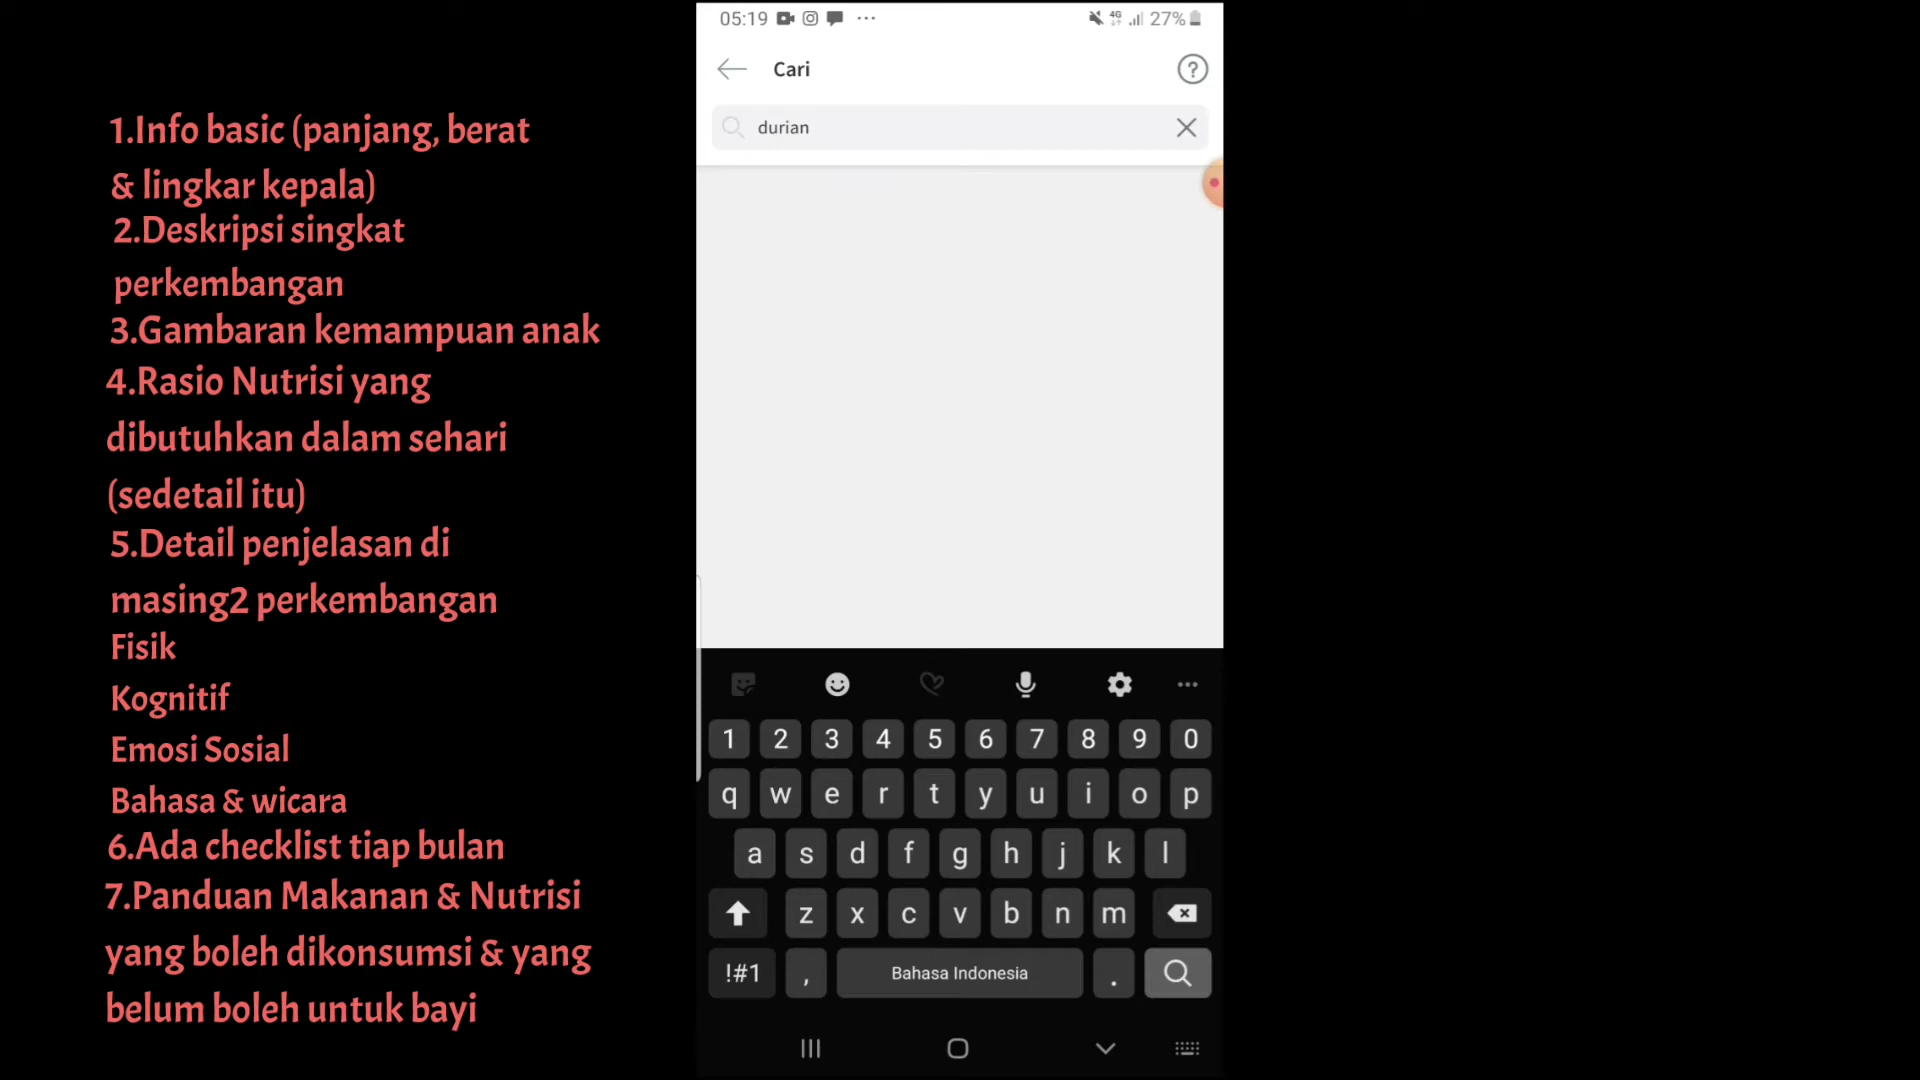 1.Info basic (panjang, berat
& lingkar kepala)
2.Deskripsi singkat
perkembangan
3.Gambaran kemampuan anak
4.Rasio Nutrisi yang
dibutuhkan dalam sehari
(sedetail itu)
5.Detail penjelasan di
masing2 perkembangan
Fisik
Kognitif
Emosi Sosial
Bahasa & wicara
6.Ada checklist tiap bulan
7.Panduan Makanan & Nutrisi
yang boleh dikonsumsi & yang
belum boleh untuk bayi
05:19 ... 4G 27%
Cari ?
durian
1 2 3 4 5 6 7 8 9 0
q w e r t y u i o p
a s d f g h j k l
z x c v b n m
!#1 , Bahasa Indonesia .